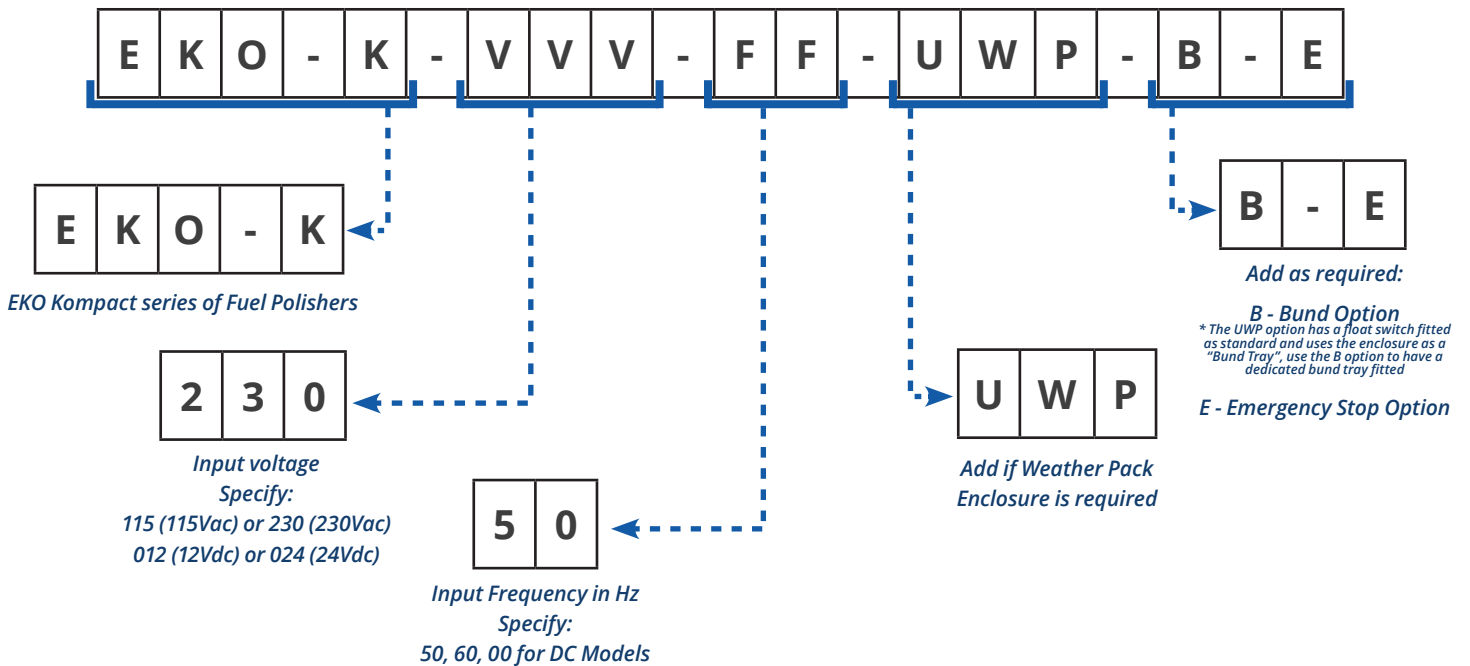 E K O - K - V V V - F F - U W P - B - E
E K O - K
EKO Kompact series of Fuel Polishers
2 3 0
Input voltage
Specify:
115 (115Vac) or 230 (230Vac)
012 (12Vdc) or 024 (24Vdc)
5 0
Input Frequency in Hz
Specify:
50, 60, 00 for DC Models
U W P
Add if Weather Pack
Enclosure is required
B - E
Add as required:
B - Bund Option
* The UWP option has a float switch fitted
as standard and uses the enclosure as a
“Bund Tray”, use the B option to have a
dedicated bund tray fitted
E - Emergency Stop Option